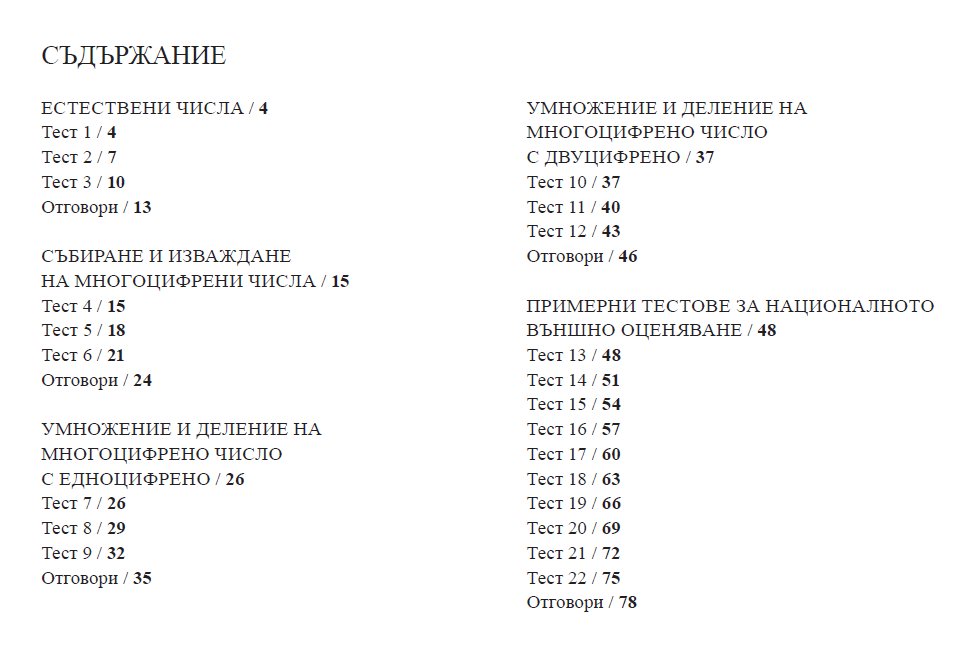 СЪДЪРЖАНИЕ
ЕСТЕСТВЕНИ ЧИСЛА / 4
Тест 1 / 4
Тест 2 / 7
Тест 3 / 10
Отговори / 13
СЪБИРАНЕ И ИЗВАЖДАНЕ
НА МНОГОЦИФРЕНИ ЧИСЛА / 15
Тест 4 / 15
Тест 5 / 18
Тест 6 / 21
Отговори / 24
УМНОЖЕНИЕ И ДЕЛЕНИЕ НА
МНОГОЦИФРЕНО ЧИСЛО
С ЕДНОЦИФРЕНО / 26
Тест 7 / 26
Тест 8 / 29
Тест 9 / 32
Отговори / 35
УМНОЖЕНИЕ И ДЕЛЕНИЕ НА
МНОГОЦИФРЕНО ЧИСЛО
С ДВУЦИФРЕНО / 37
Тест 10 / 37
Тест 11 / 40
Тест 12 / 43
Отговори / 46
ПРИМЕРНИ ТЕСТОВЕ ЗА НАЦИОНАЛНОТО
ВЪНШНО ОЦЕНЯВАНЕ / 48
Тест 13 / 48
Тест 14 / 51
Тест 15 / 54
Тест 16 / 57
Тест 17 / 60
Тест 18 / 63
Тест 19 / 66
Тест 20 / 69
Тест 21 / 72
Тест 22 / 75
Отговори / 78